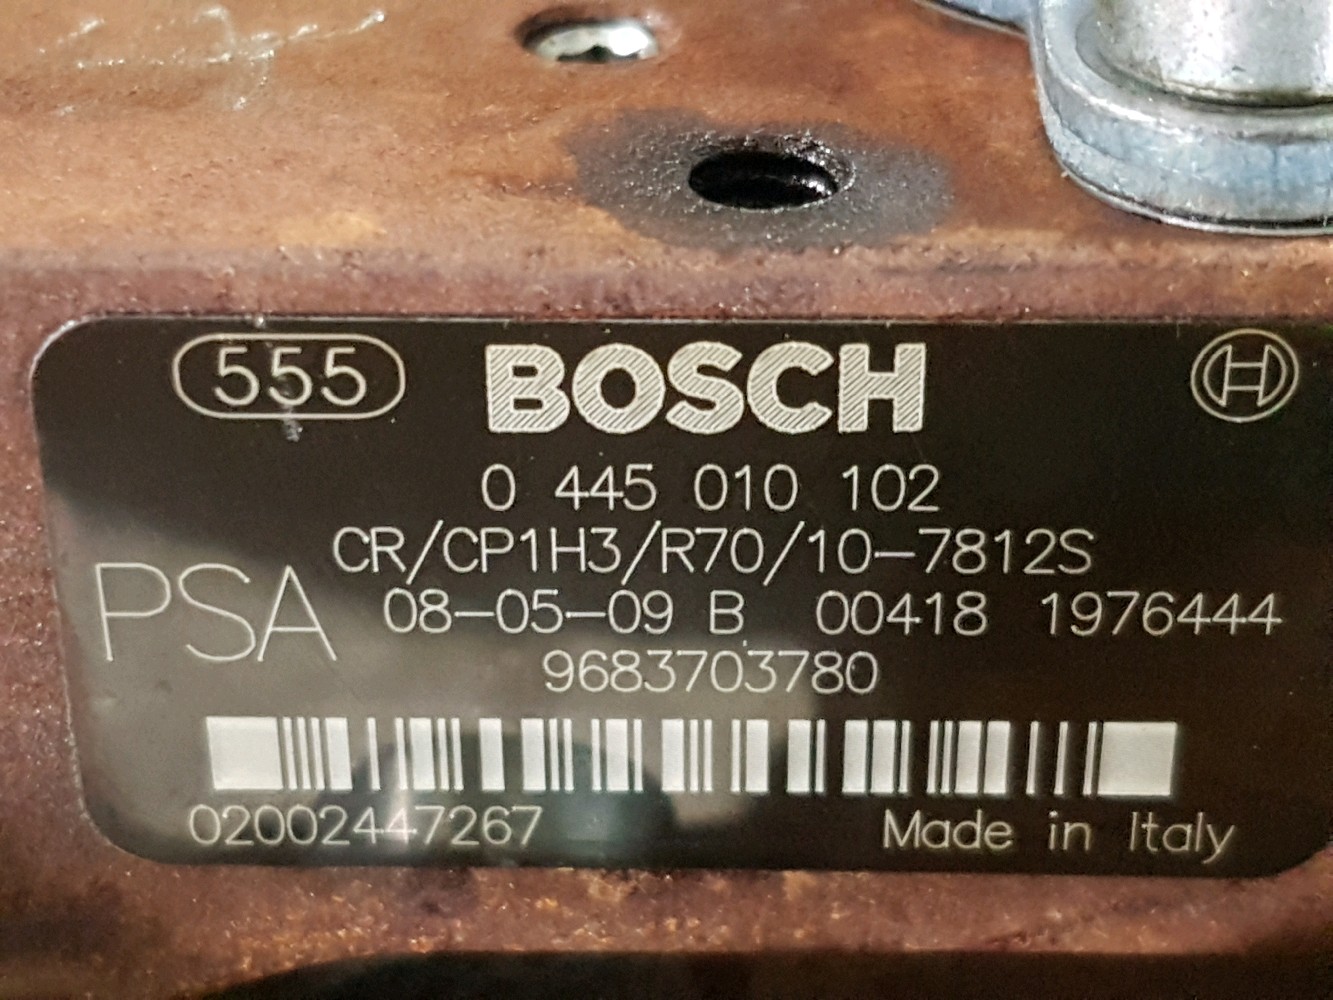 555 BOSCH H
0 445 010 102
CR/CP1H3/R70/10-7812S
PSA 08-05-09 B 00418 1976444
9683703780
02002447267 Made in Italy